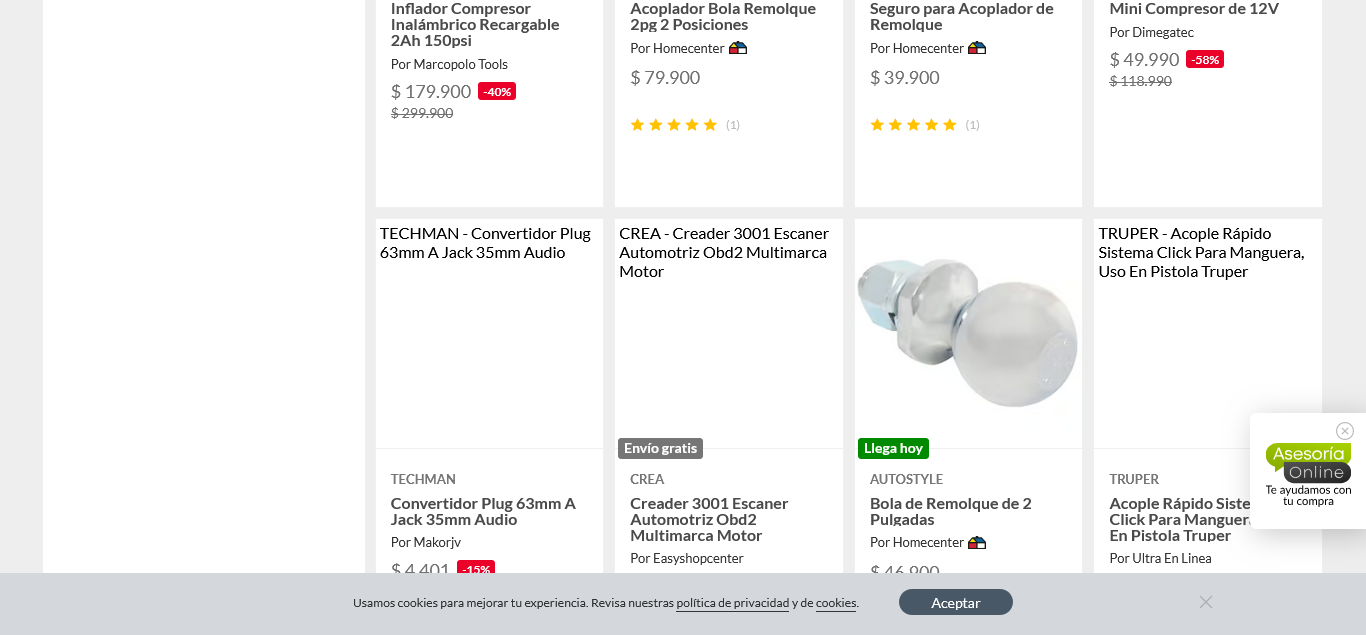 Inflador Compresor
Inalámbrico Recargable
2Ah 150psi
Por Marcopolo Tools
$ 179.900 -40%
$ 299.900
Acoplador Bola Remolque
2pg 2 Posiciones
Por Homecenter
$ 79.900
(1)
Seguro para Acoplador de
Remolque
Por Homecenter
$ 39.900
(1)
Mini Compresor de 12V
Por Dimegatec
$ 49.990 -58%
$ 118.990
TECHMAN - Convertidor Plug
63mm A Jack 35mm Audio
TECHMAN
Convertidor Plug 63mm A
Jack 35mm Audio
Por Makorjv
$ 4.401 -15%
CREA - Creader 3001 Escaner
Automotriz Obd2 Multimarca
Motor
Envío gratis
CREA
Creader 3001 Escaner
Automotriz Obd2
Multimarca Motor
Por Easyshopcenter
Llega hoy
AUTOSTYLE
Bola de Remolque de 2
Pulgadas
Por Homecenter
$ 46.900
TRUPER - Acople Rápido
Sistema Click Para Manguera,
Uso En Pistola Truper
TRUPER
Acople Rápido
Click Para
En Pistola Truper
Por Ultra En Linea
Asesoría
Online
Te ayudamos con
tu compra
Usamos cookies para mejorar tu experiencia. Revisa nuestras política de privacidad y de cookies.
Aceptar